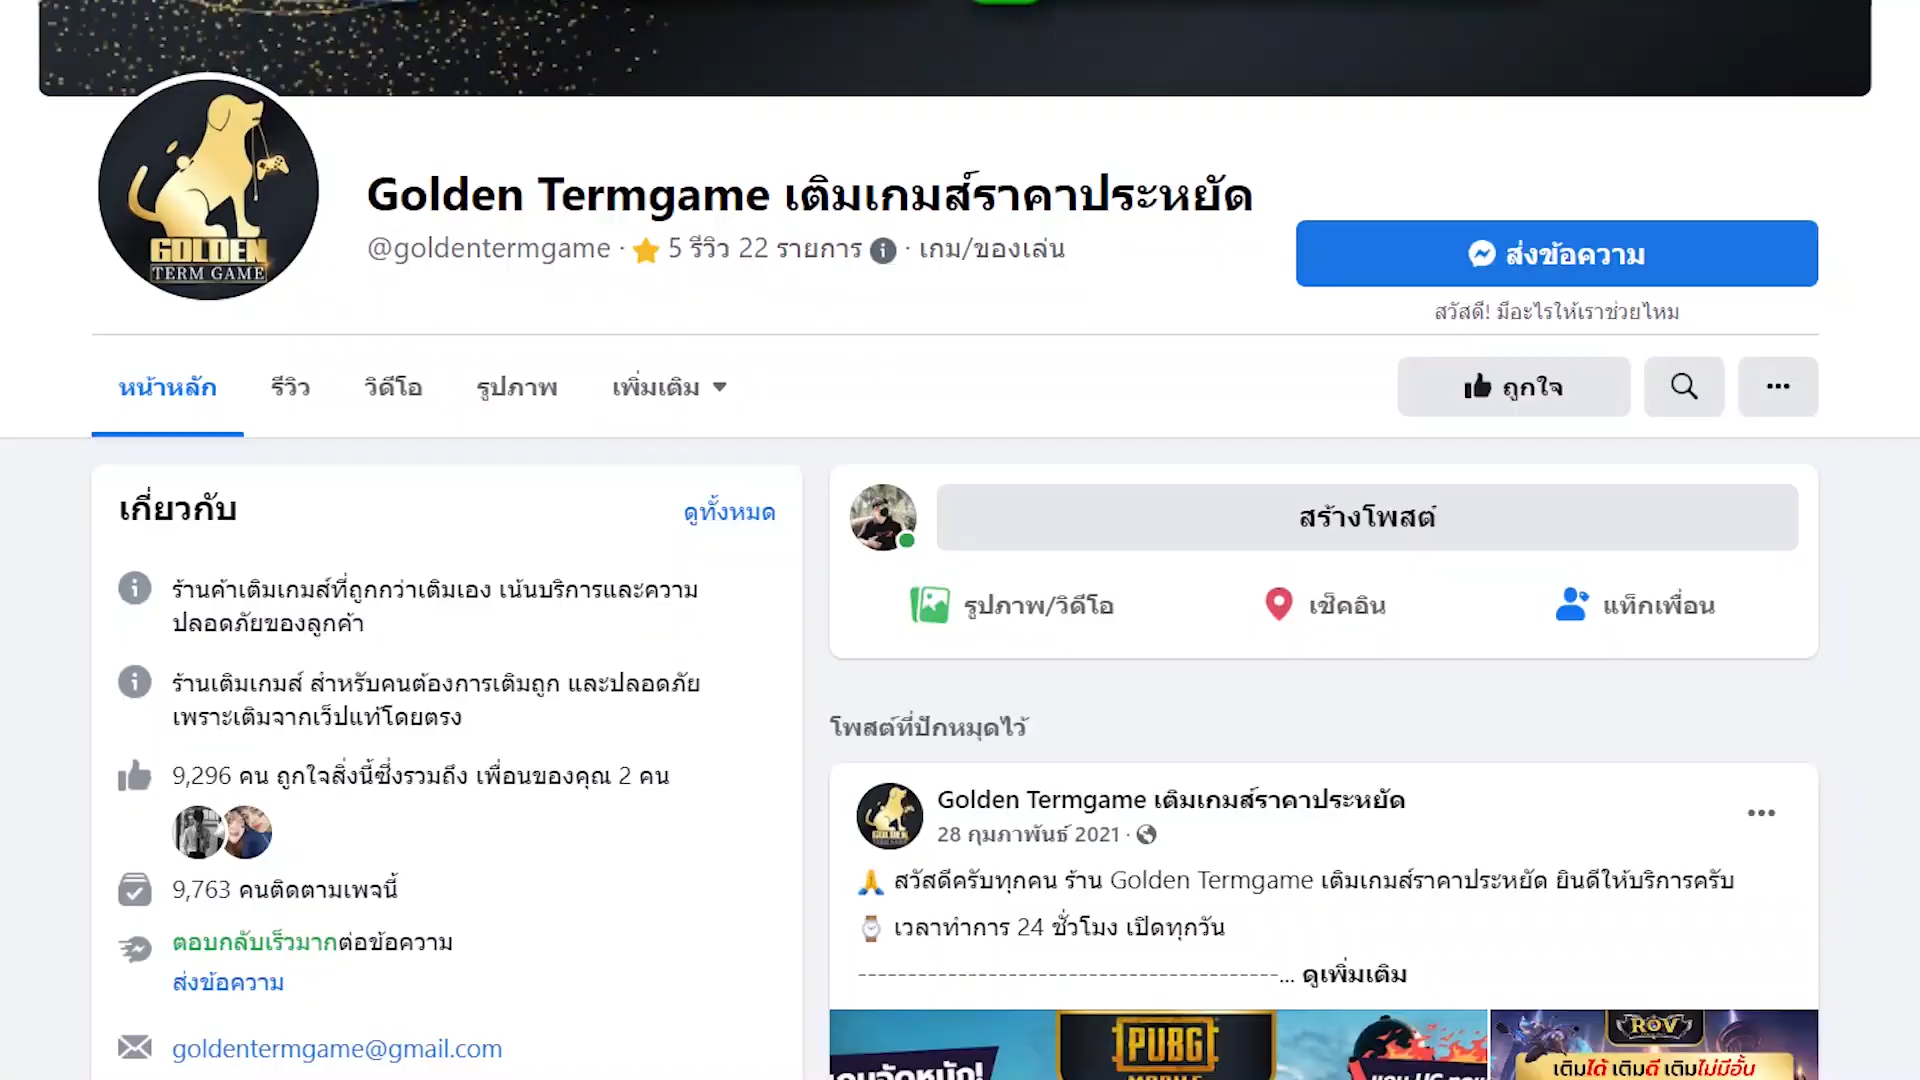 GOLDEN
TERM GAME
Golden Termgame เติมเกมส์ราคาประหยัด
@goldentermgame · 5 รีวิว 22 รายการ · เกม/ของเล่น
ส่งข้อความ
สวัสดี! มีอะไรให้เราช่วยไหม
หน้าหลัก รีวิว วิดีโอ รูปภาพ เพิ่มเติม
ถูกใจ
เกี่ยวกับ
ดูทั้งหมด
ร้านค้าเติมเกมส์ที่ถูกกว่าเติมเอง เน้นบริการและความ
ปลอดภัยของลูกค้า
ร้านเติมเกมส์ สำหรับคนต้องการเติมถูก และปลอดภัย
เพราะเติมจากเว็ปแท้โดยตรง
9,296 คน ถูกใจสิ่งนี้ซึ่งรวมถึง เพื่อนของคุณ 2 คน
9,763 คนติดตามเพจนี้
ตอบกลับเร็วมากต่อข้อความ
ส่งข้อความ
goldentermgame@gmail.com
สร้างโพสต์
รูปภาพ/วิดีโอ เช็คอิน แท็กเพื่อน
โพสต์ที่ปักหมุดไว้
Golden Termgame เติมเกมส์ราคาประหยัด
28 กุมภาพันธ์ 2021 ·
🙏 สวัสดีครับทุกคน ร้าน Golden Termgame เติมเกมส์ราคาประหยัด ยินดีให้บริการครับ
⌚ เวลาทำการ 24 ชั่วโมง เปิดทุกวัน
------------------------------------------... ดูเพิ่มเติม
PUBG
MOBILE
ROV
เติมได้ เติมดี เติมไม่มีอั้น